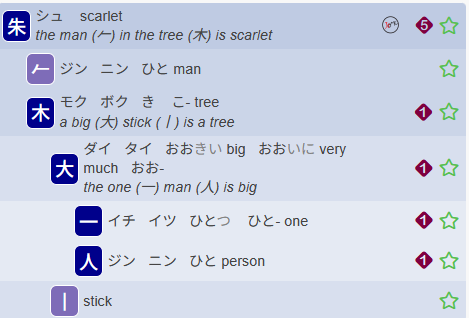 朱 シュ scarlet 5
the man (𠂉) in the tree (木) is scarlet
𠂉 ジン ニン ひと man
木 モク ボク き こ- tree 1
a big (大) stick (丨) is a tree
大 ダイ タイ おおきい big おおいに very
much おお- 1
the one (一) man (人) is big
一 イチ イツ ひとつ ひと- one 1
人 ジン ニン ひと person 1
丨 stick